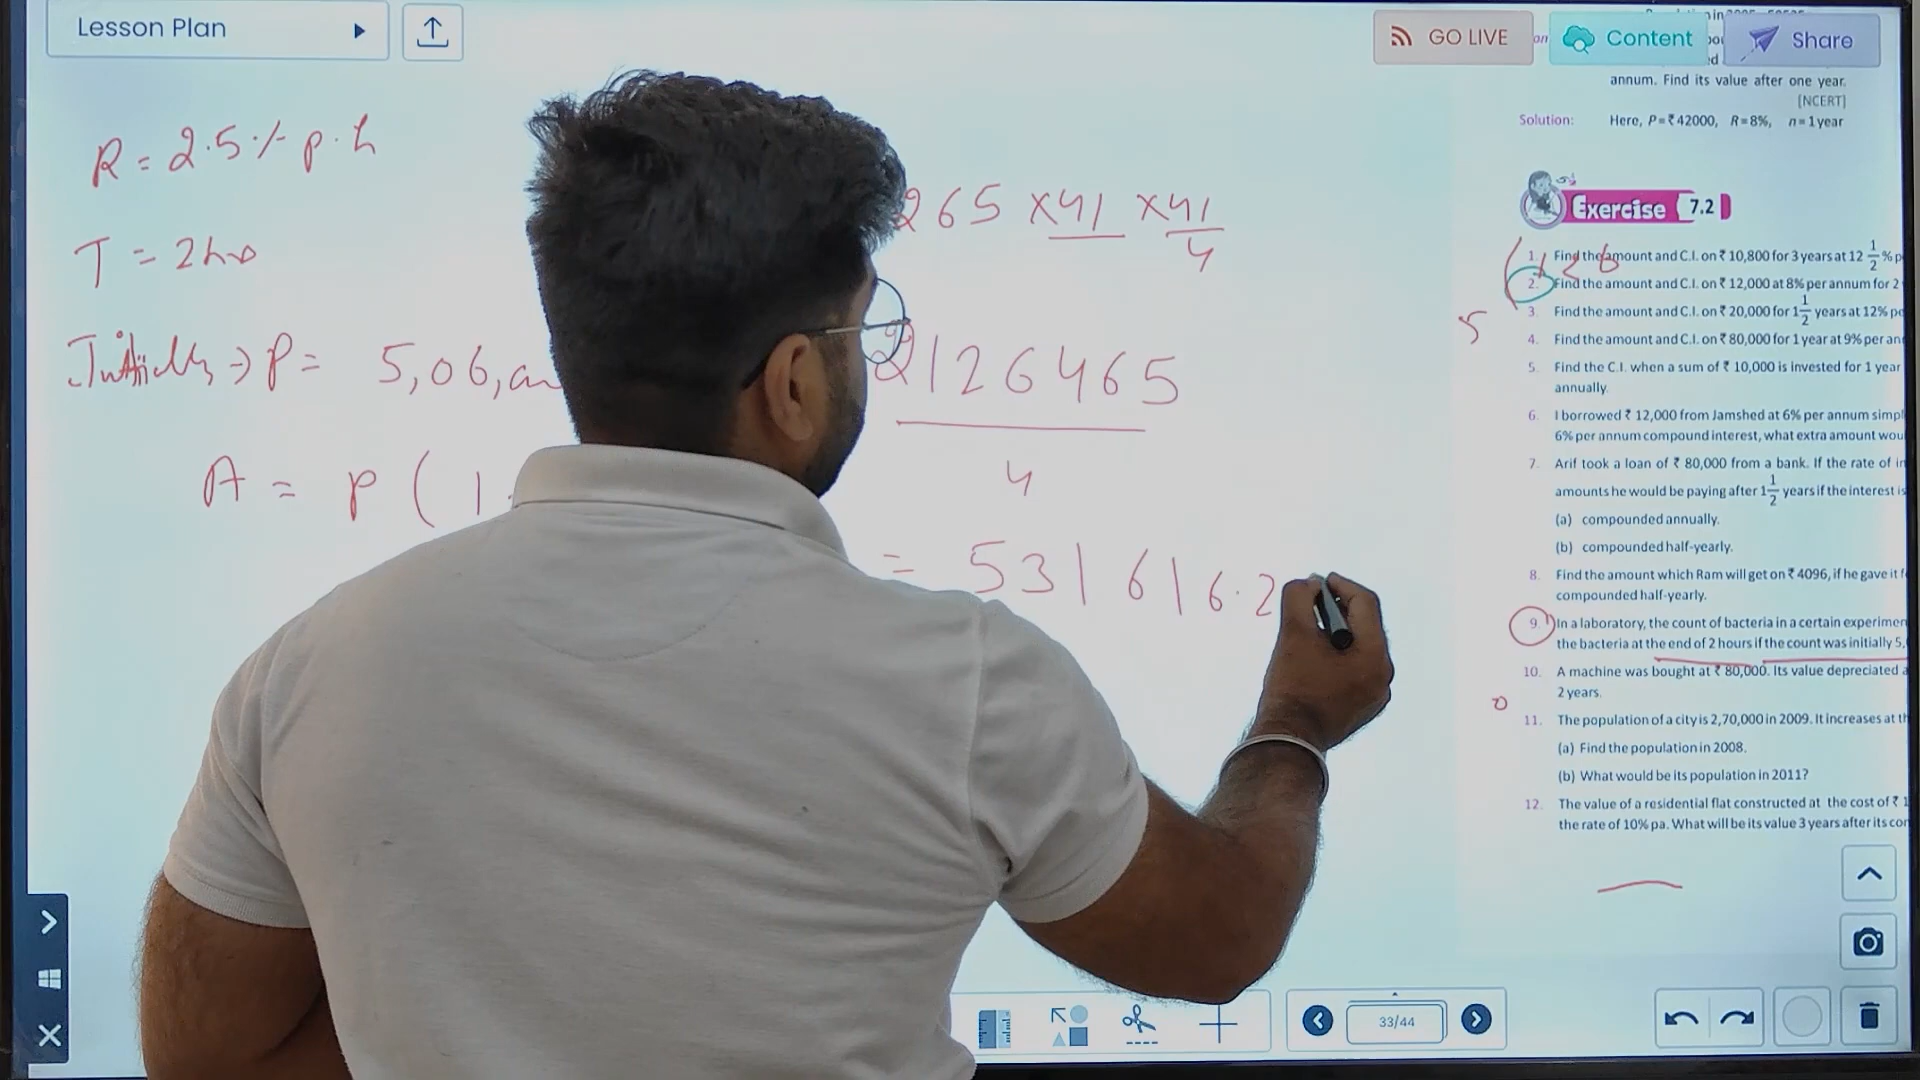 Lesson Plan
GO LIVE
Content
Share
annum. Find its value after one year.
[NCERT]
Solution: Here, P=₹42000, R=8%, n=1year
R = 2.5 % p.h
T = 2hrs
Initially → P = 5,06,
A = P ( 1
265 × 41 × 41
4
2126465
4
= 531616.2
Exercise 7.2
1. Find the amount and C.I. on ₹ 10,800 for 3 years at 12 1/2 % p
2. Find the amount and C.I. on ₹ 12,000 at 8% per annum for 2
3. Find the amount and C.I. on ₹ 20,000 for 1 1/2 years at 12% pe
5
4. Find the amount and C.I. on ₹ 80,000 for 1 year at 9% per an
5. Find the C.I. when a sum of ₹ 10,000 is invested for 1 year
annually.
6. I borrowed ₹ 12,000 from Jamshed at 6% per annum simpl
6% per annum compound interest, what extra amount wou
7. Arif took a loan of ₹ 80,000 from a bank. If the rate of in
amounts he would be paying after 1 1/2 years if the interest is
(a) compounded annually.
(b) compounded half-yearly.
8. Find the amount which Ram will get on ₹ 4096, if he gave it f
compounded half-yearly.
9. In a laboratory, the count of bacteria in a certain experimen
the bacteria at the end of 2 hours if the count was initially 5,
10. A machine was bought at ₹ 80,000. Its value depreciated a
2 years.
11. The population of a city is 2,70,000 in 2009. It increases at th
(a) Find the population in 2008.
(b) What would be its population in 2011?
12. The value of a residential flat constructed at the cost of ₹ 1
the rate of 10% pa. What will be its value 3 years after its con
33/44